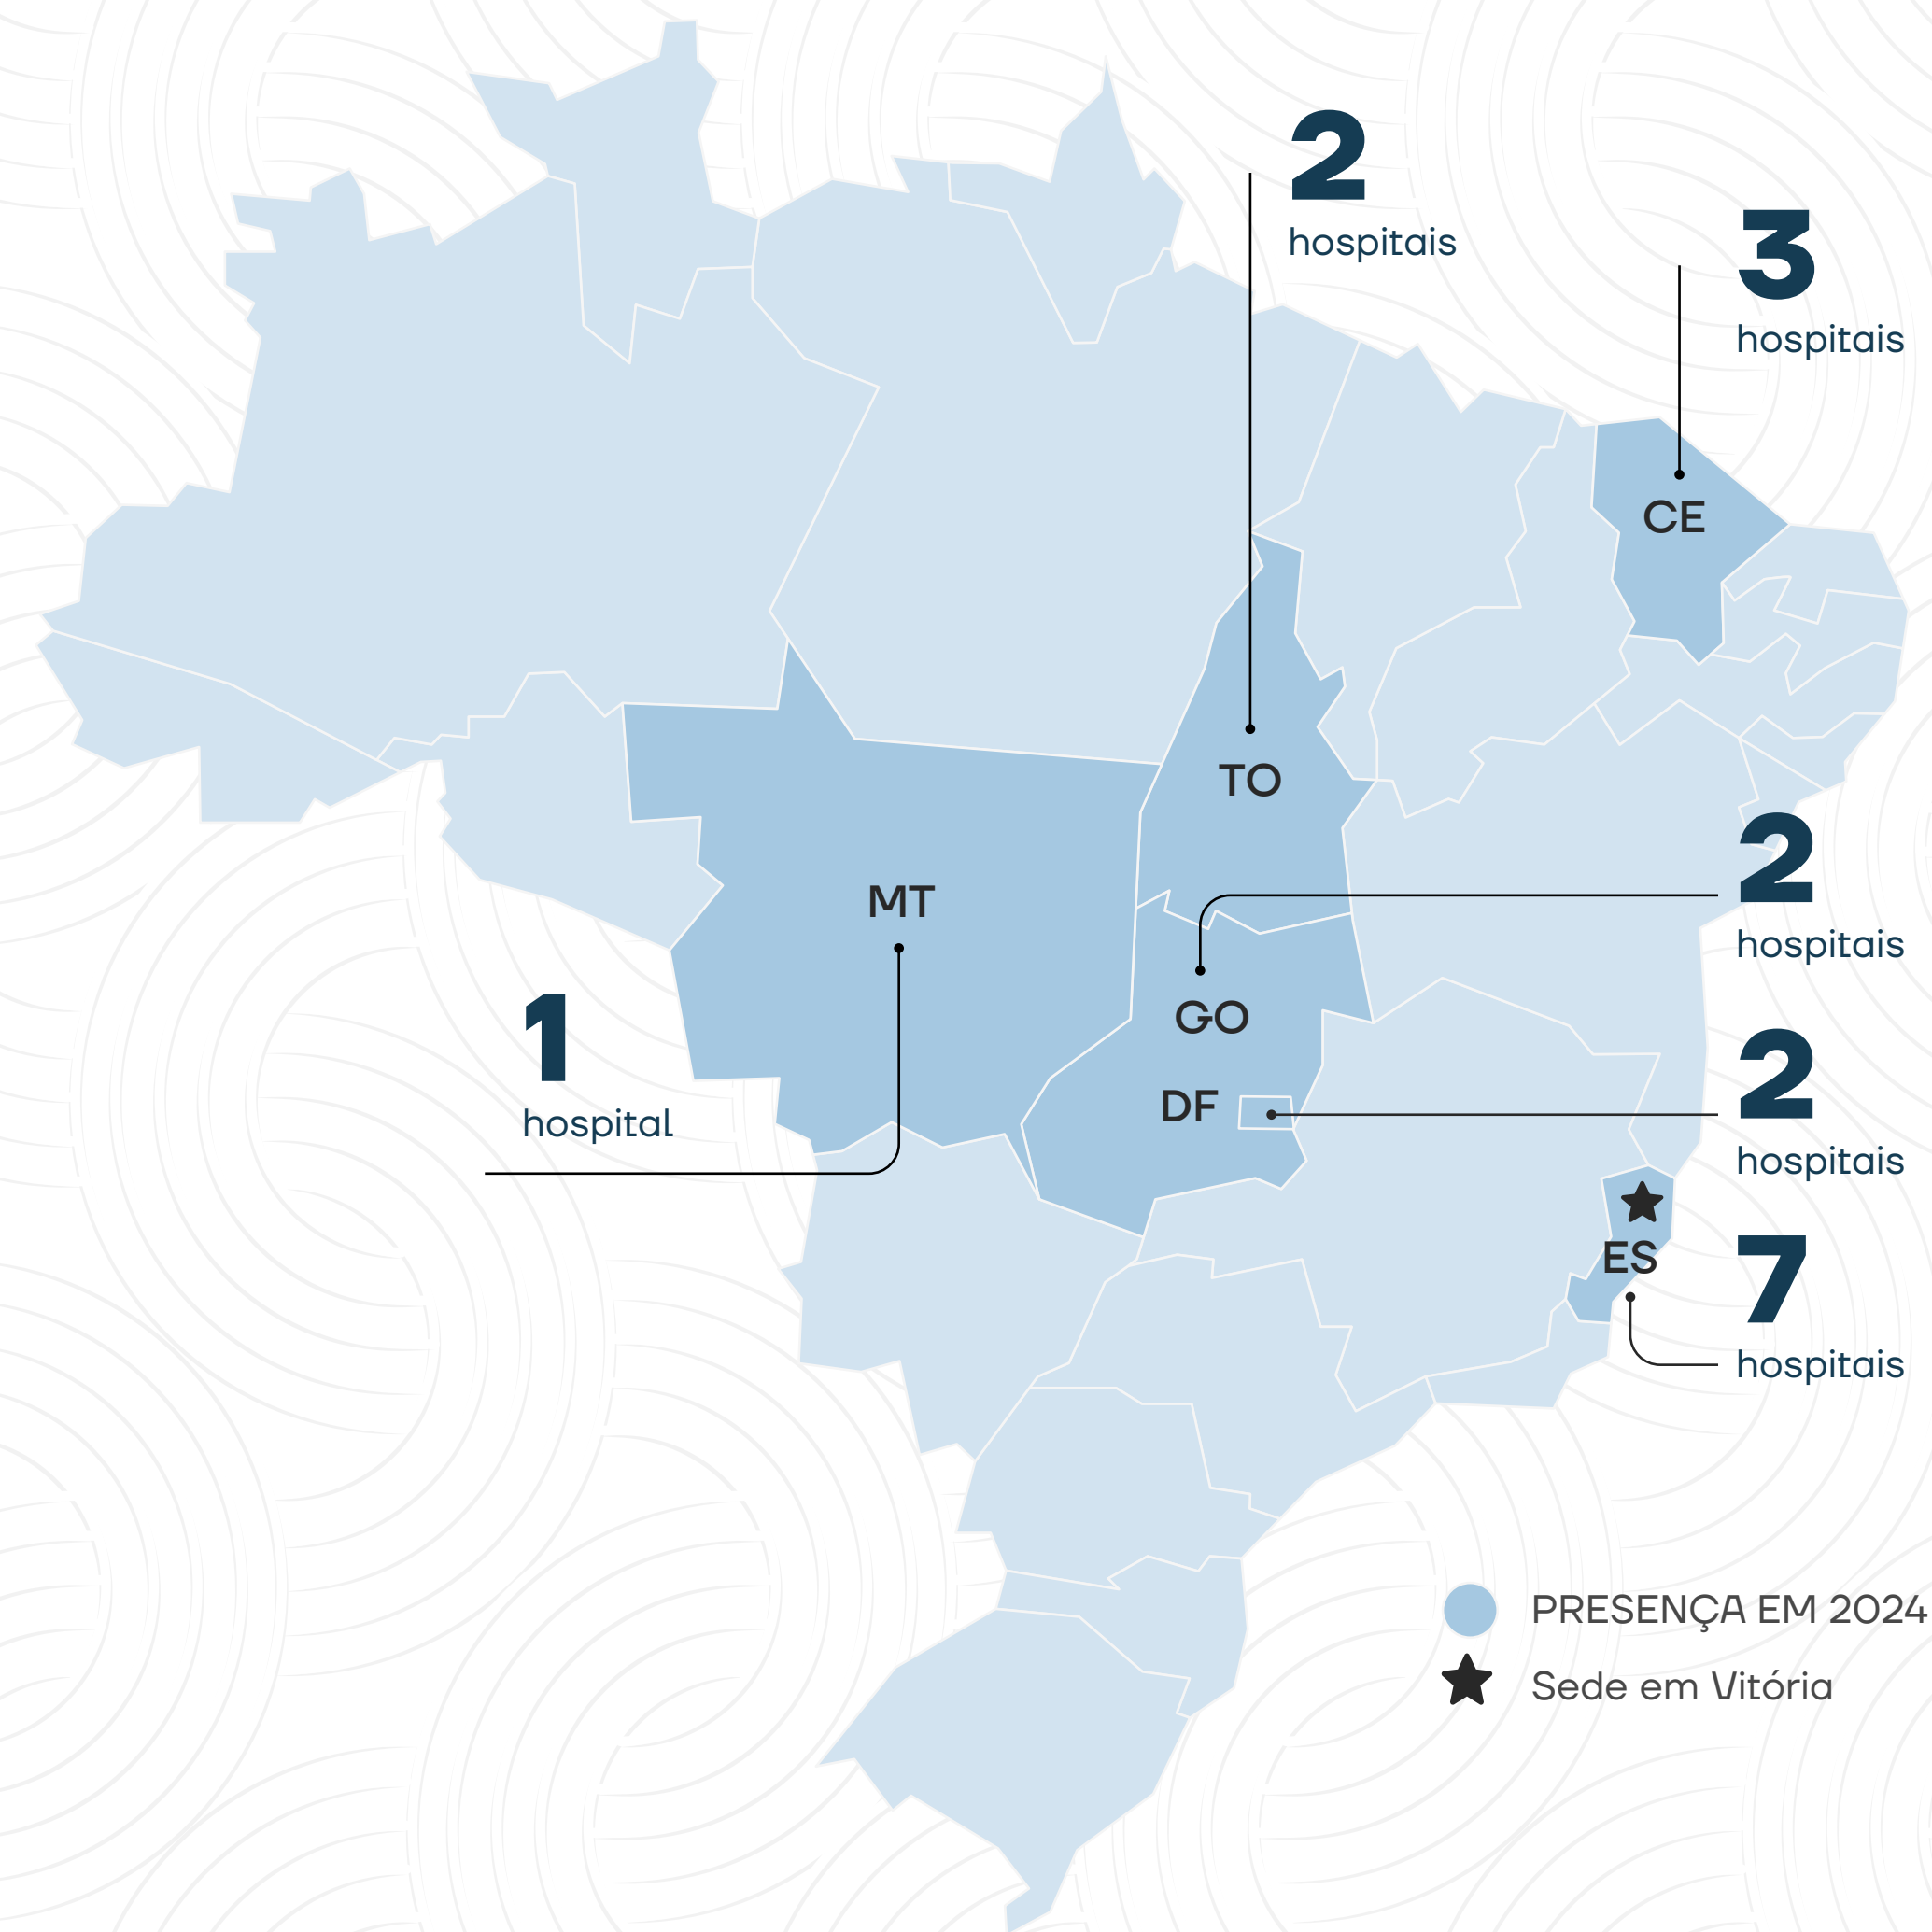 2
hospitais
3
hospitais
CE
TO
2
hospitais
MT
1
hospital
GO
DF
2
hospitais
ES
7
hospitais
PRESENÇA EM 2024
Sede em Vitória